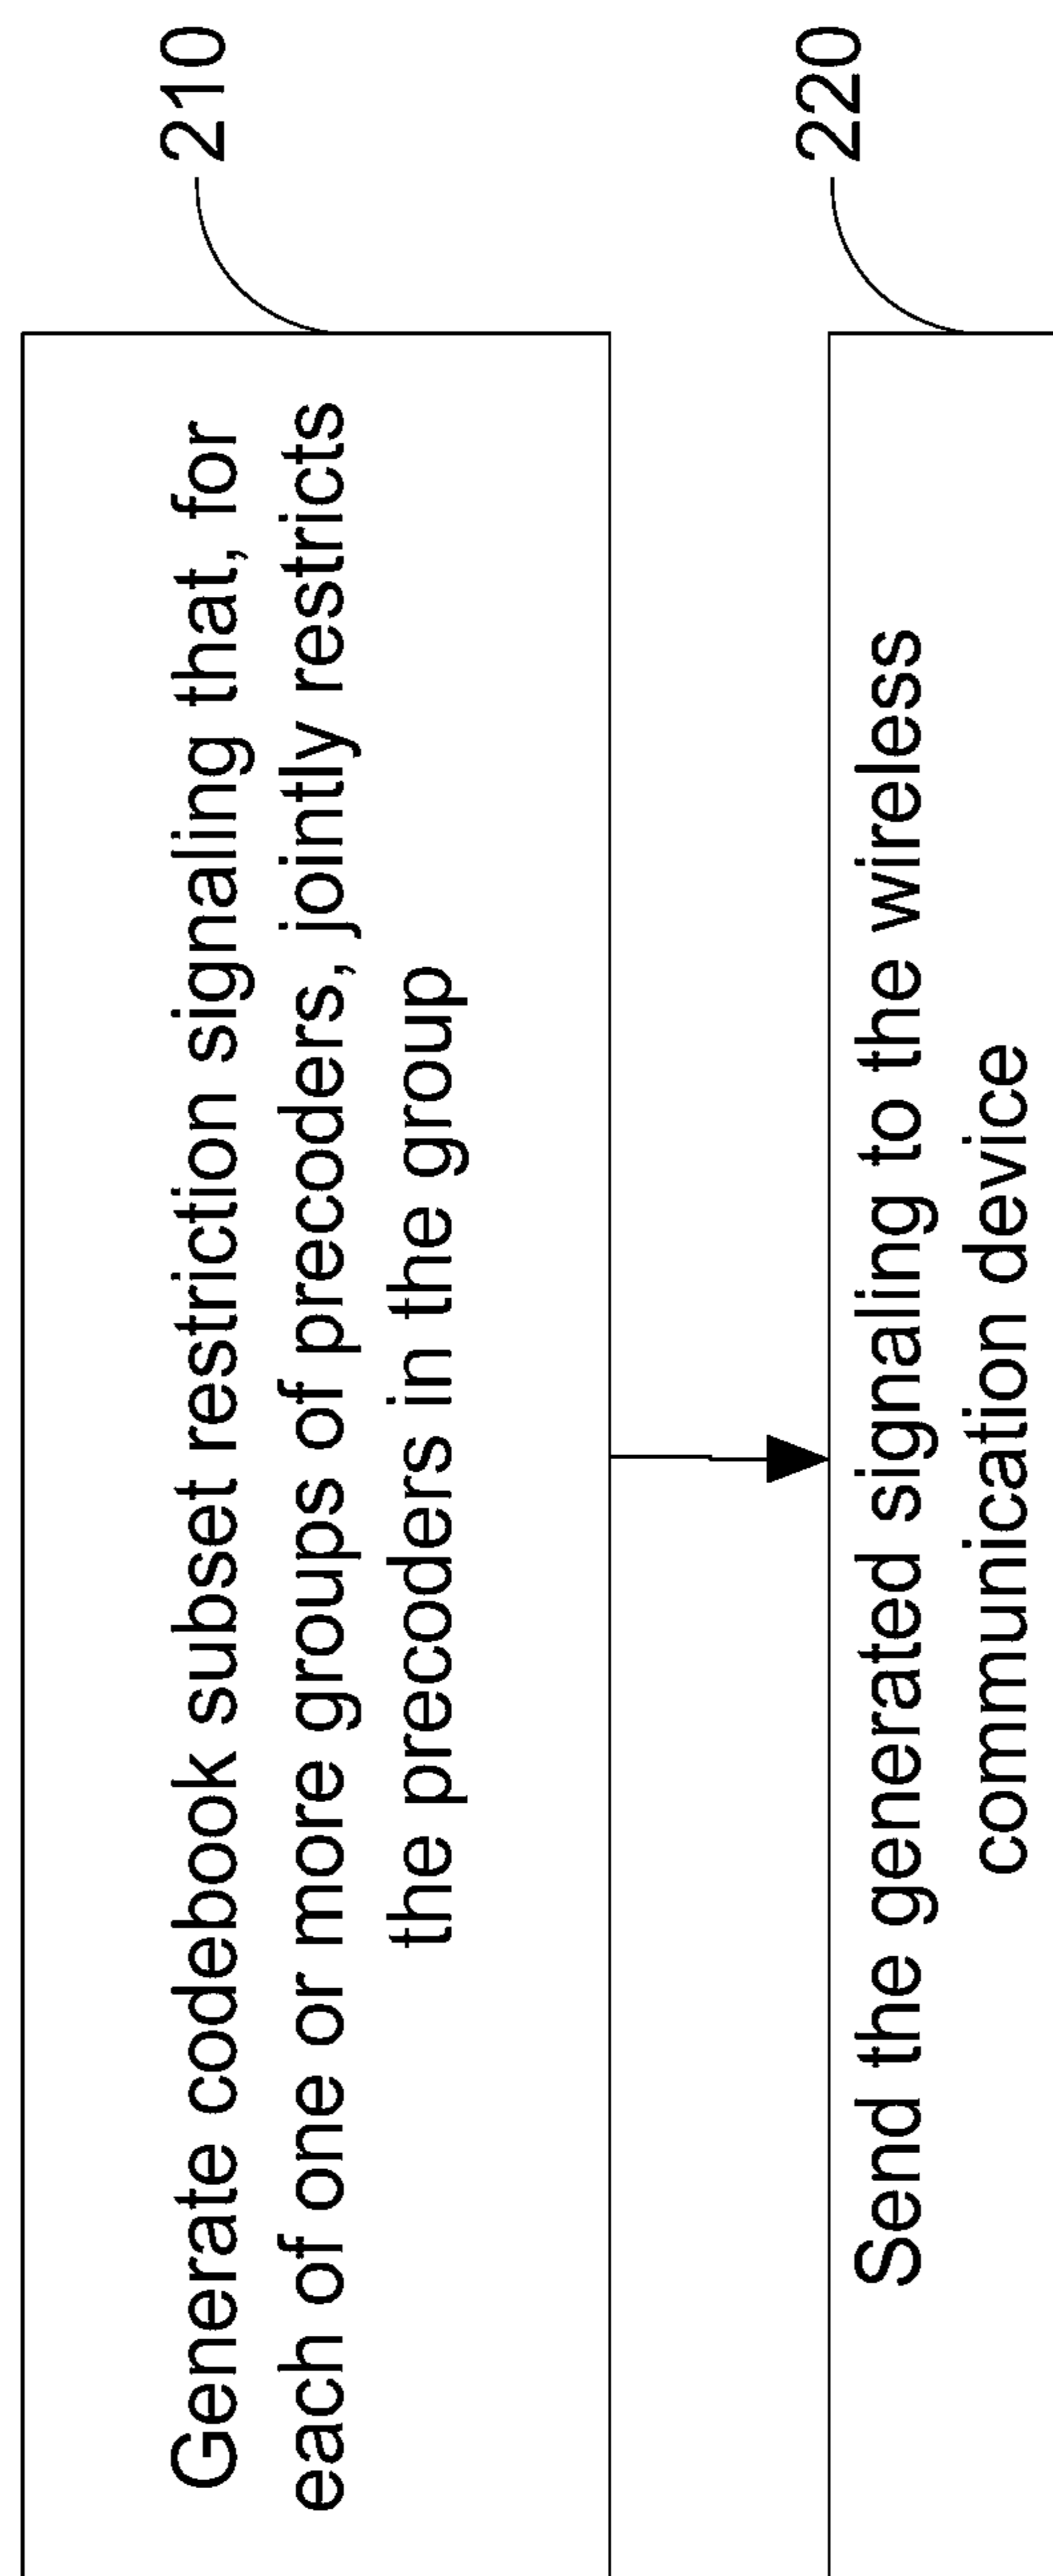 Generate codebook subset restriction signaling that, for
each of one or more groups of precoders, jointly restricts
the precoders in the group
210
Send the generated signaling to the wireless
communication device
220